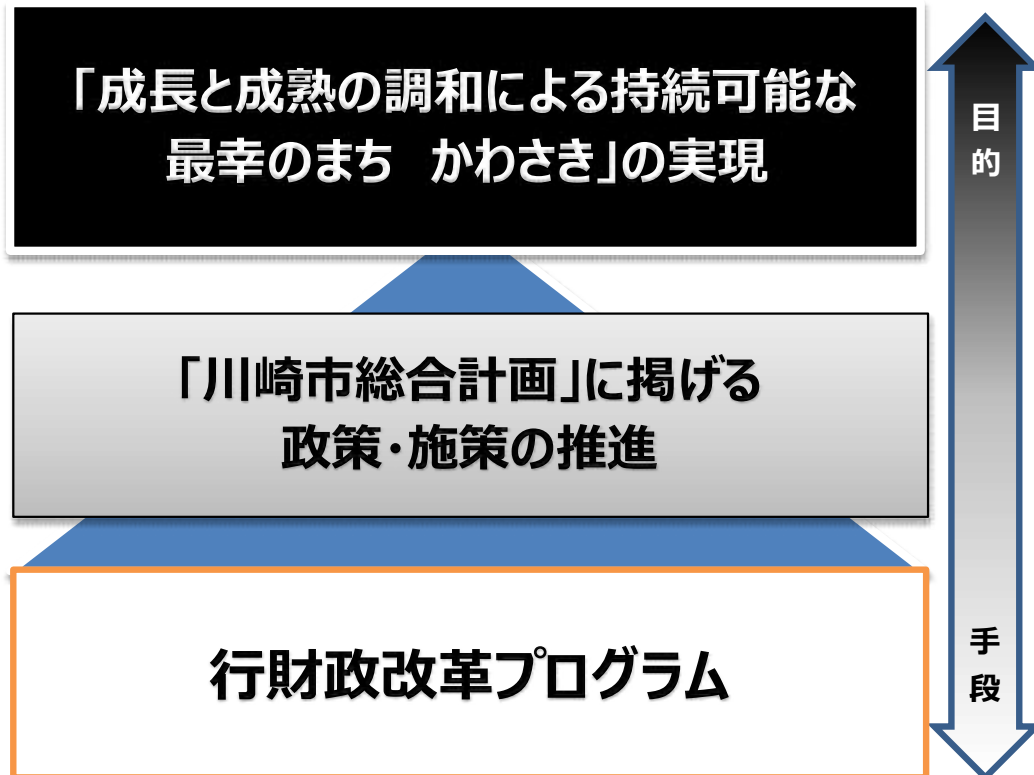 「成長と成熟の調和による持続可能な
最幸のまち　かわさき」の実現
「川崎市総合計画」に掲げる
政策・施策の推進
行財政改革プログラム
目的
手段